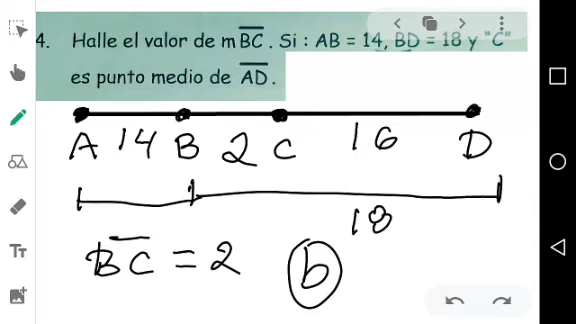 4. Halle el valor de m BC . Si : AB = 14, BD = 18 y "C"
es punto medio de AD .
A 14 B 2 C 16 D
18
BC = 2 b
Tт